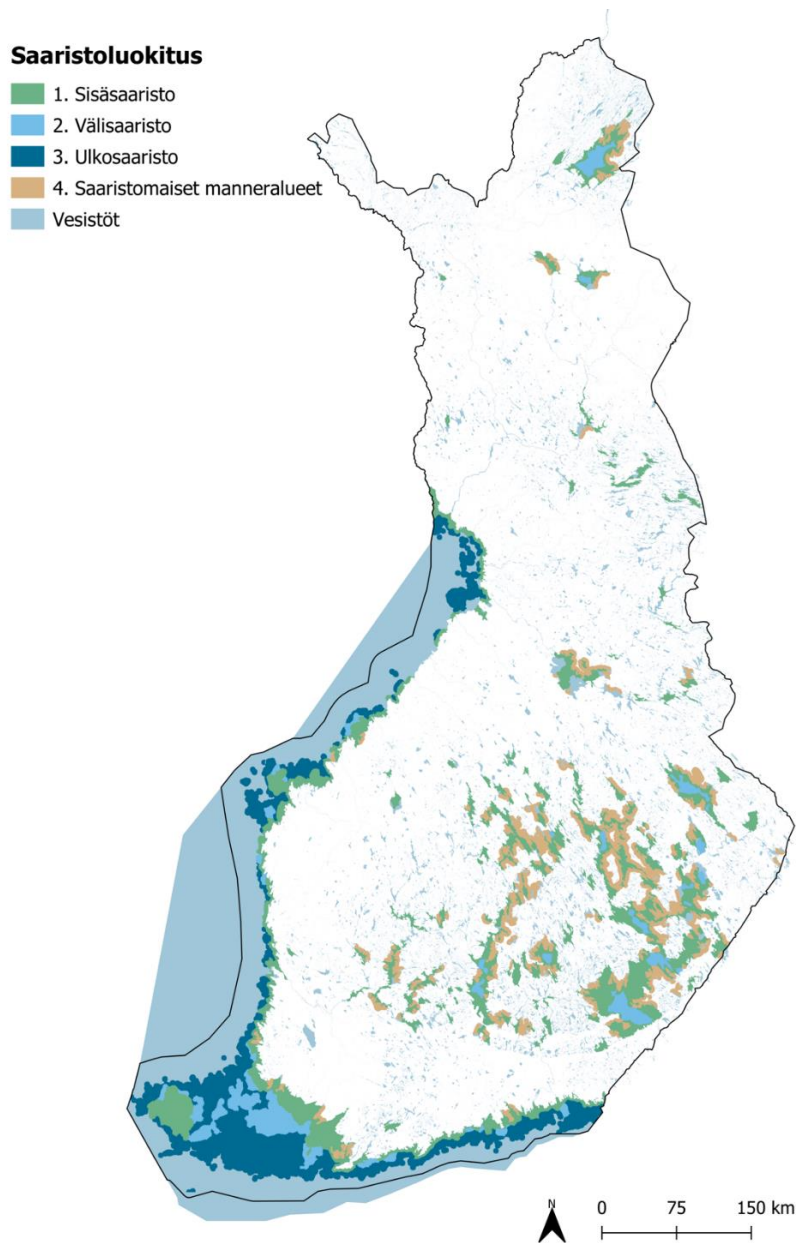 Saaristoluokitus
1. Sisäsaaristo
2. Välisaaristo
3. Ulkosaaristo
4. Saaristomaiset manneralueet
Vesistöt
N
0 75 150 km